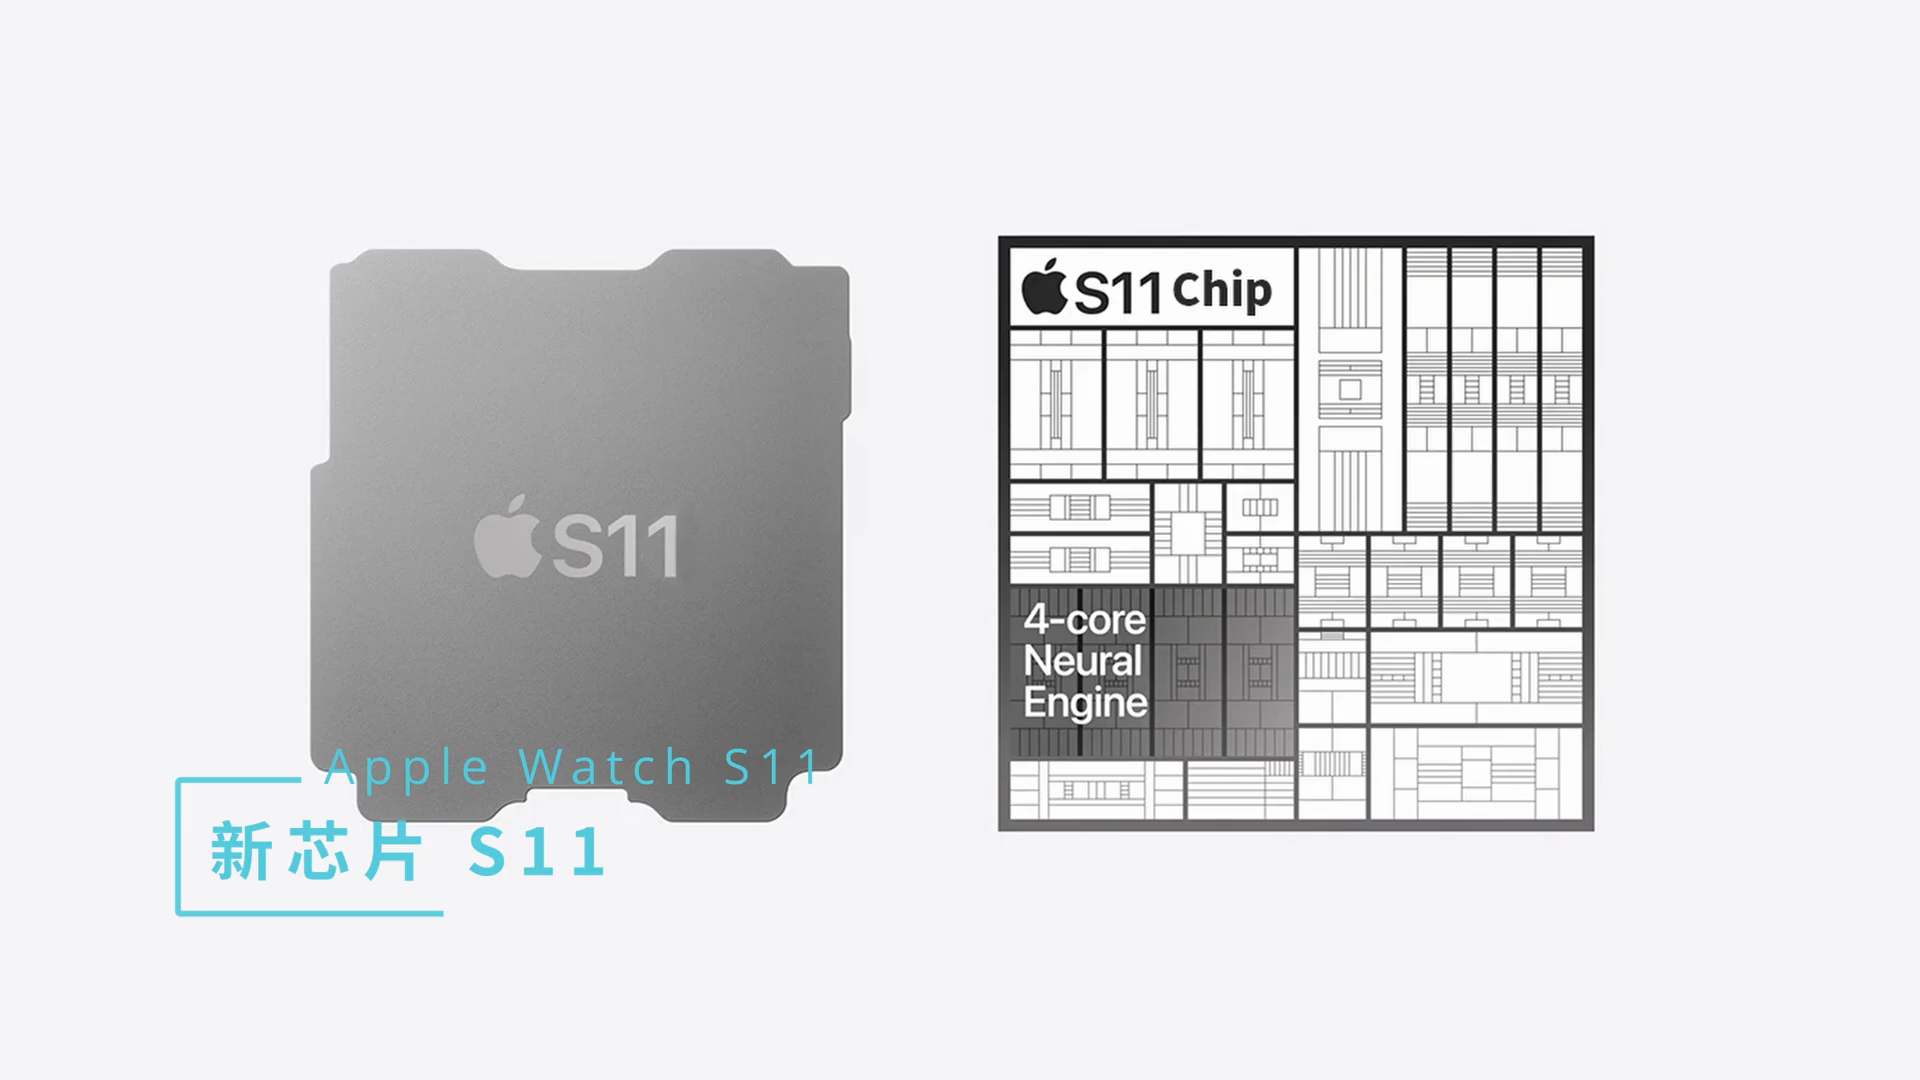 S11
S11 Chip
4-core
Neural
Engine
Apple Watch S11
新芯片 S11